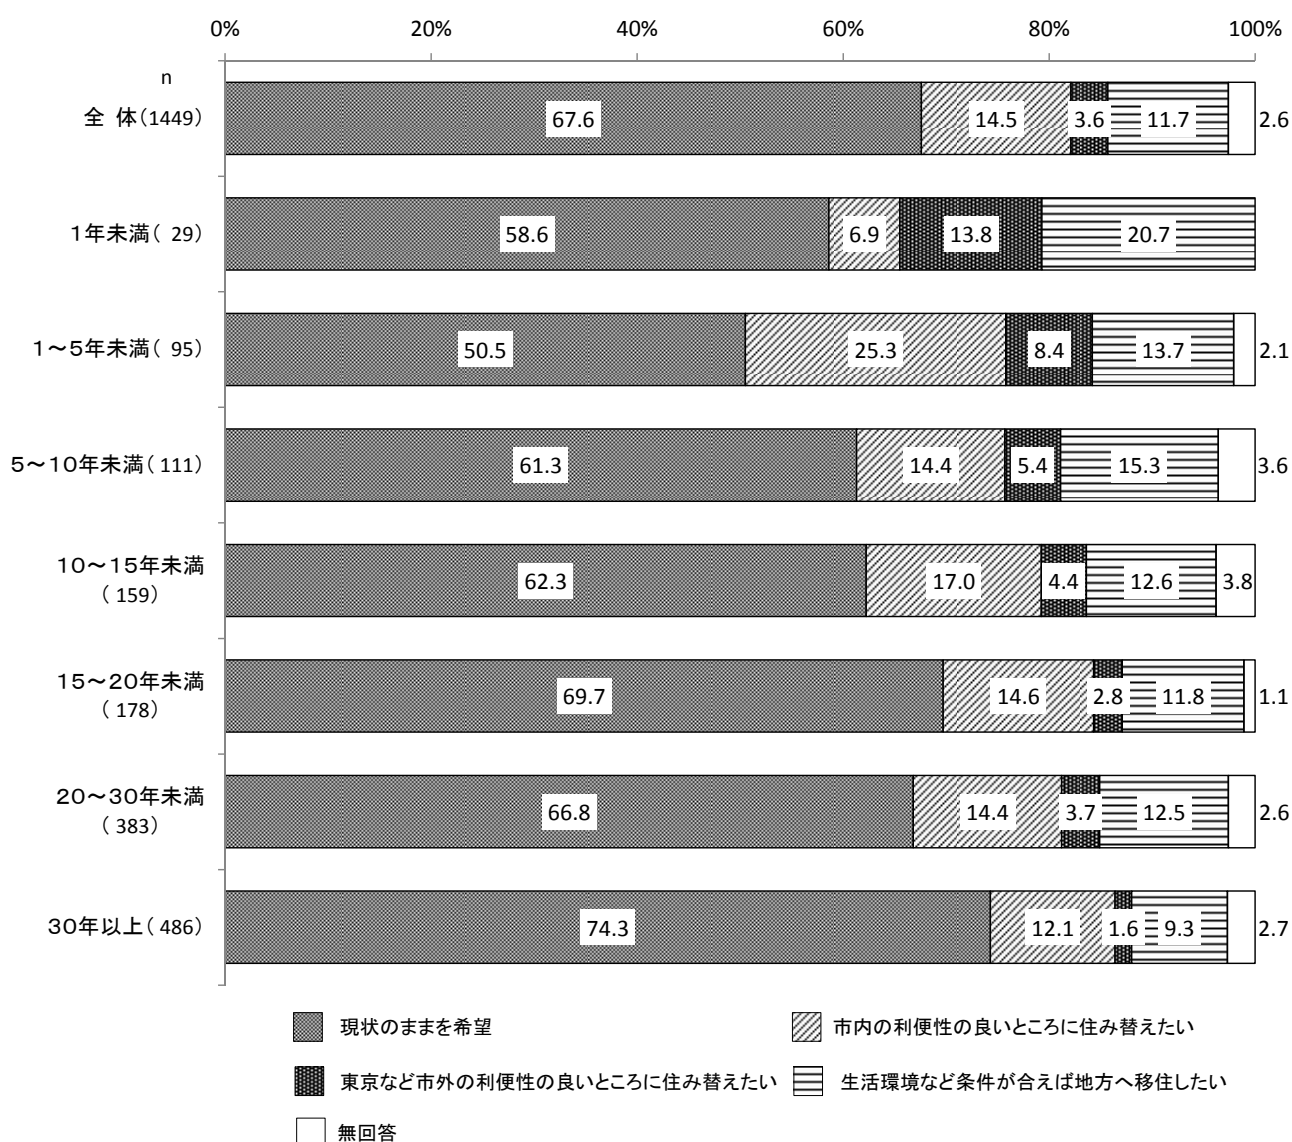 0% 20% 40% 60% 80% 100%
n
全 体(1449) 67.6 14.5 3.6 11.7 2.6
1年未満( 29) 58.6 6.9 13.8 20.7
1～5年未満( 95) 50.5 25.3 8.4 13.7 2.1
5～10年未満( 111) 61.3 14.4 5.4 15.3 3.6
10～15年未満
( 159) 62.3 17.0 4.4 12.6 3.8
15～20年未満
( 178) 69.7 14.6 2.8 11.8 1.1
20～30年未満
( 383) 66.8 14.4 3.7 12.5 2.6
30年以上( 486) 74.3 12.1 1.6 9.3 2.7
現状のままを希望 市内の利便性の良いところに住み替えたい
東京など市外の利便性の良いところに住み替えたい 生活環境など条件が合えば地方へ移住したい
無回答